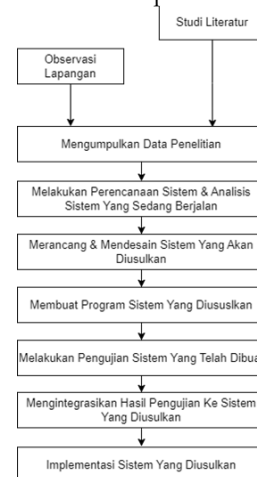 Studi Literatur
Observasi
Lapangan
Mengumpulkan Data Penelitian
Melakukan Perencanaan Sistem & Analisis
Sistem Yang Sedang Berjalan
Merancang & Mendesain Sistem Yang Akan
Diusulkan
Membuat Program Sistem Yang Diususlkan
Melakukan Pengujian Sistem Yang Telah Dibua
Mengintegrasikan Hasil Pengujian Ke Sistem
Yang Diusulkan
Implementasi Sistem Yang Diusulkan